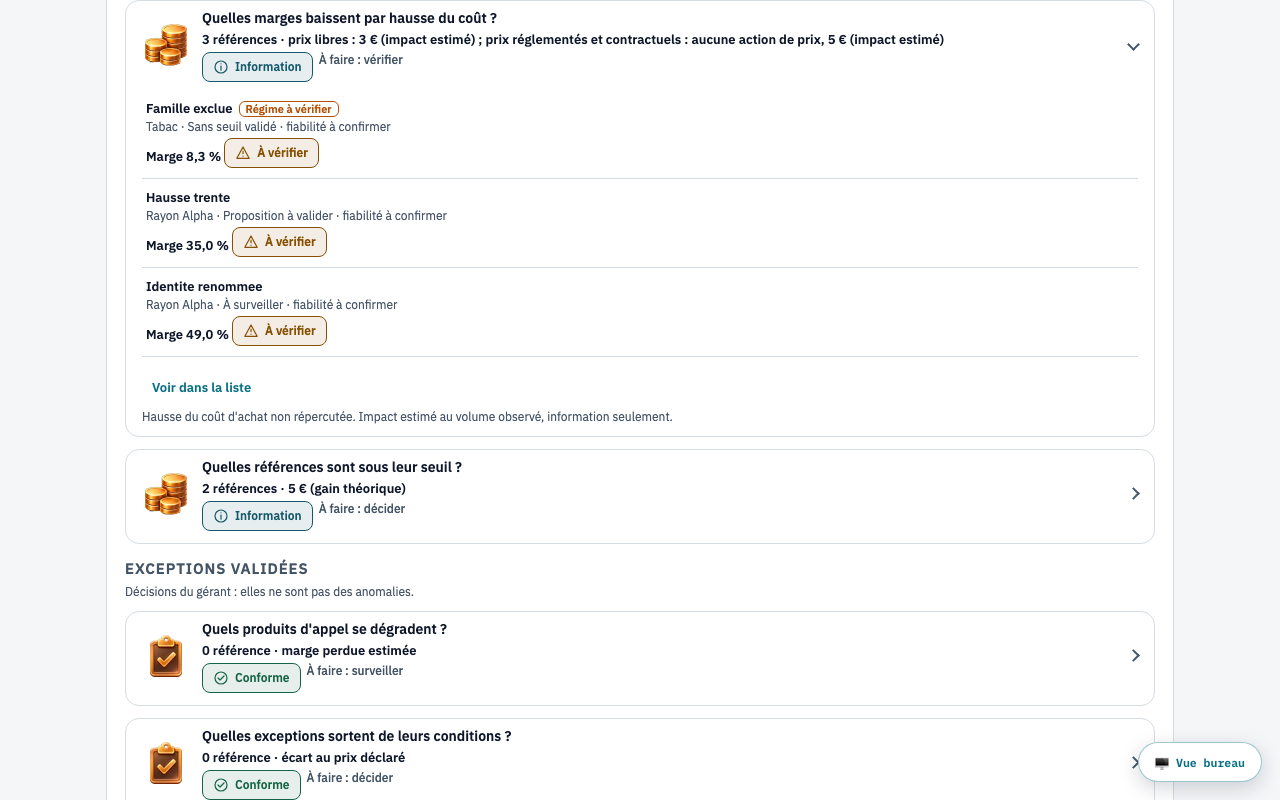 Quelles marges baissent par hausse du coût ?
3 références · prix libres : 3 € (impact estimé) ; prix réglementés et contractuels : aucune action de prix, 5 € (impact estimé)
Information À faire : vérifier
Famille exclue Régime à vérifier
Tabac · Sans seuil validé · fiabilité à confirmer
Marge 8,3 % À vérifier
Hausse trente
Rayon Alpha · Proposition à valider · fiabilité à confirmer
Marge 35,0 % À vérifier
Identite renommee
Rayon Alpha · À surveiller · fiabilité à confirmer
Marge 49,0 % À vérifier
Voir dans la liste
Hausse du coût d'achat non répercutée. Impact estimé au volume observé, information seulement.
Quelles références sont sous leur seuil ?
2 références · 5 € (gain théorique)
Information À faire : décider
EXCEPTIONS VALIDÉES
Décisions du gérant : elles ne sont pas des anomalies.
Quels produits d'appel se dégradent ?
0 référence · marge perdue estimée
Conforme À faire : surveiller
Quelles exceptions sortent de leurs conditions ?
0 référence · écart au prix déclaré
Conforme À faire : décider
Vue bureau